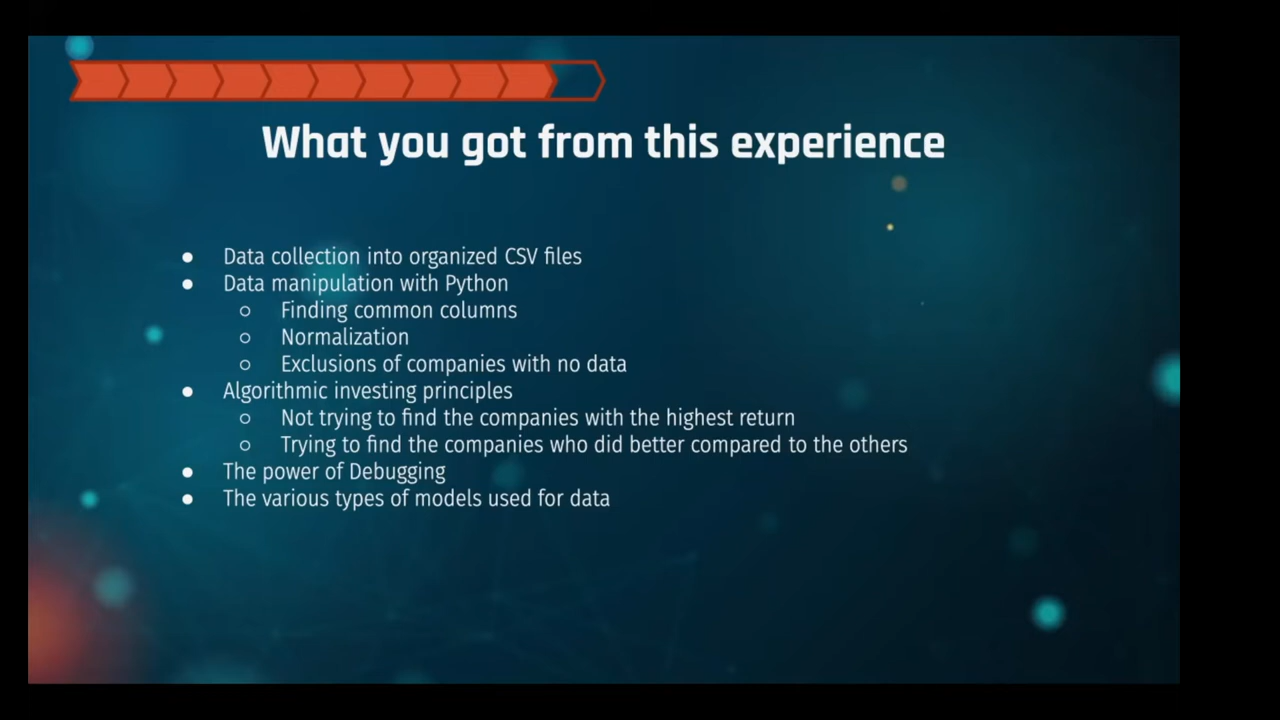 What you got from this experience
● Data collection into organized CSV files
● Data manipulation with Python
○ Finding common columns
○ Normalization
○ Exclusions of companies with no data
● Algorithmic investing principles
○ Not trying to find the companies with the highest return
○ Trying to find the companies who did better compared to the others
● The power of Debugging
● The various types of models used for data